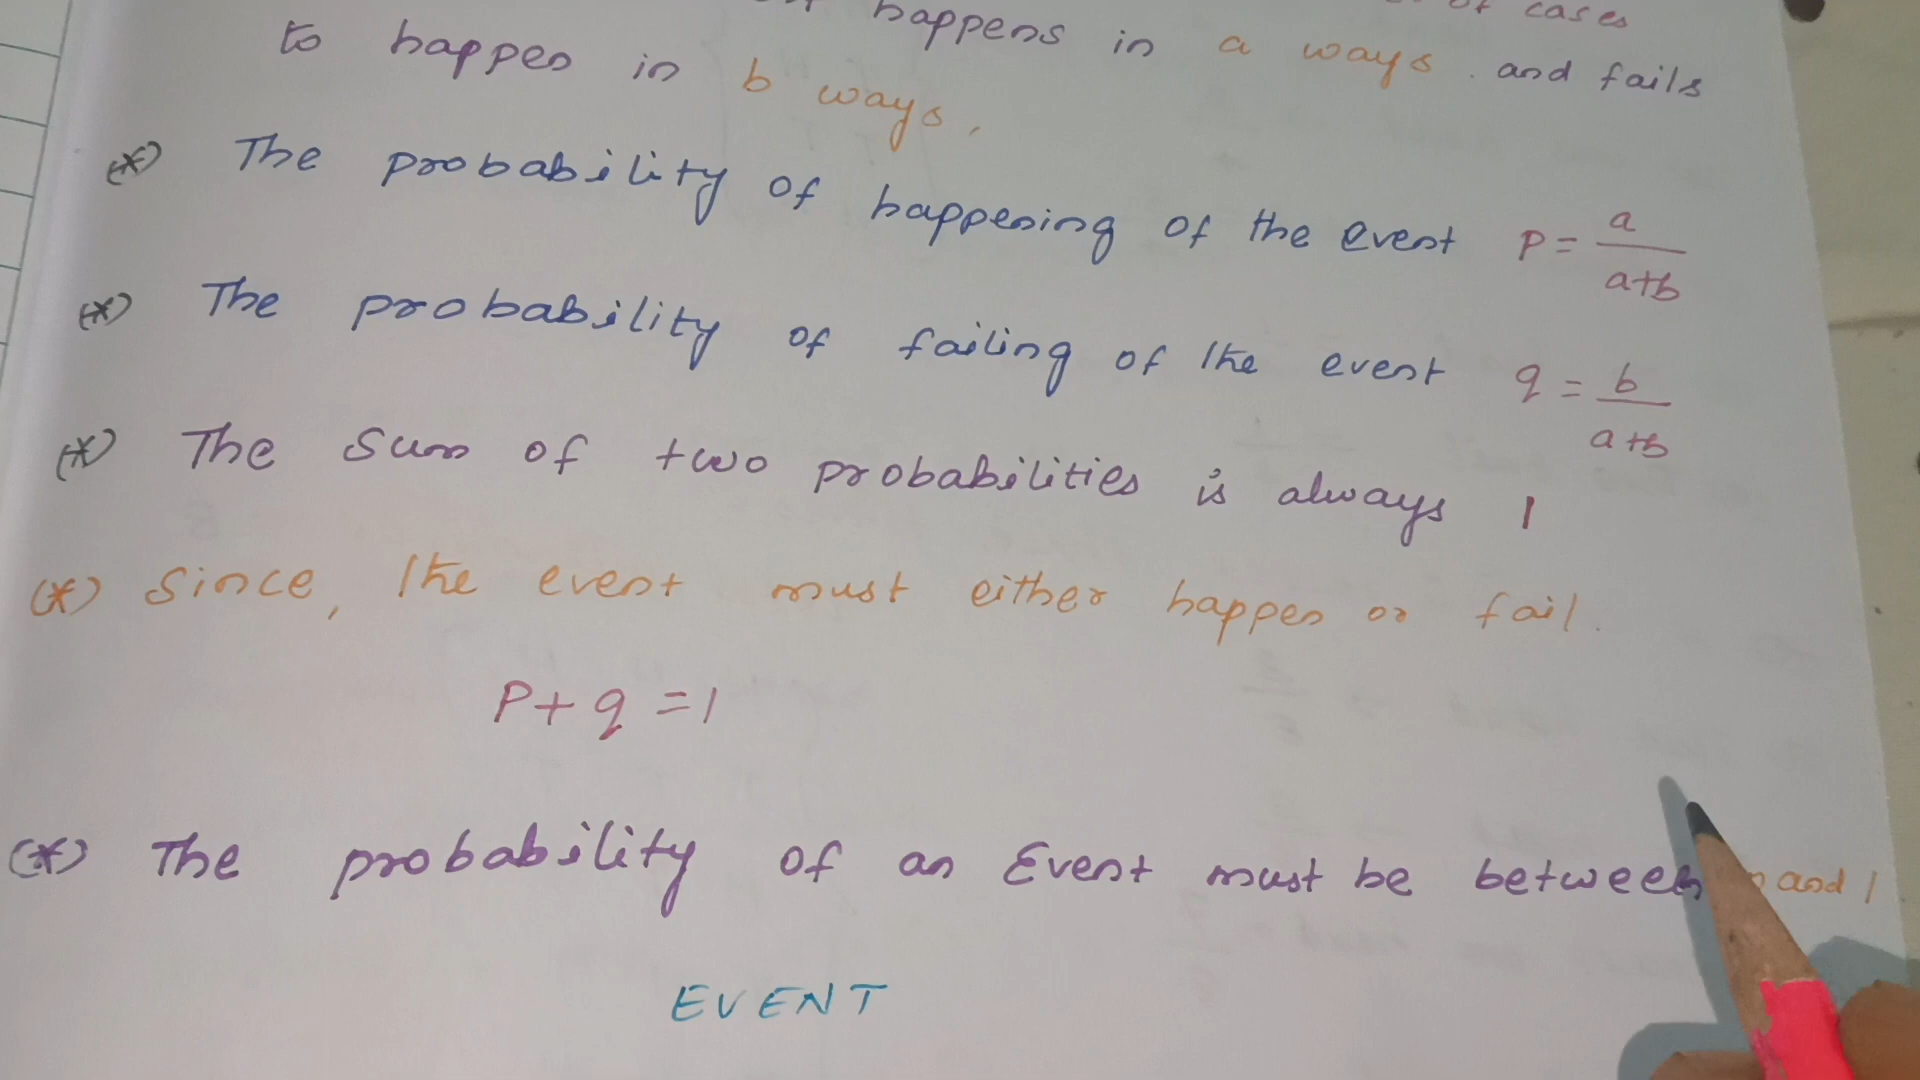 of cases
happens in a ways. and fails
to happen in b ways.
(*) The probability of happening of the event P = a/a+b
(*) The probability of failing of the event q = b/a+b
(*) The Sum of two probabilities is always 1
(*) Since, the event must either happen or fail.
P+q=1
(*) The probability of an Event must be between and 1
EVENT